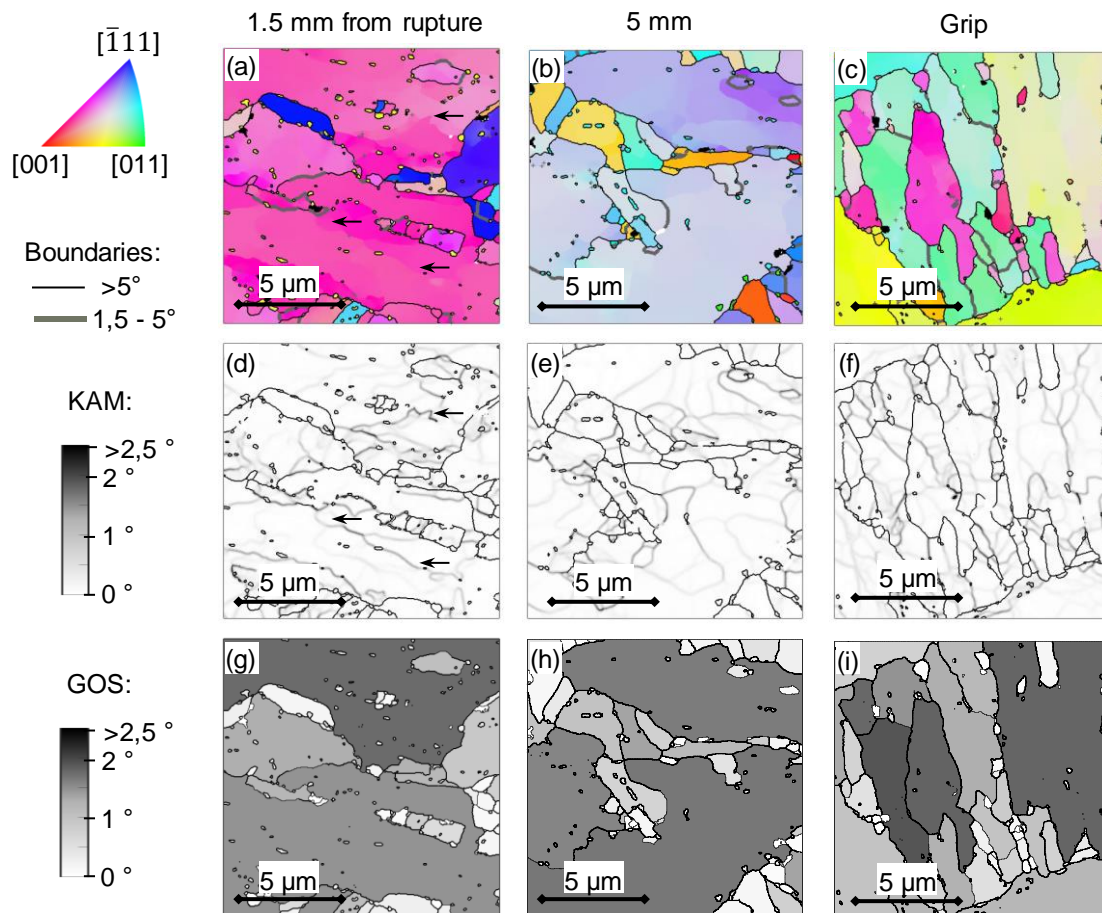 1.5 mm from rupture
5 mm
Grip
[1̅11]
[001]
[011]
(a)
(b)
(c)
5 µm
5 µm
5 µm
Boundaries:
>5°
1,5 - 5°
KAM:
>2,5 °
2 °
1 °
0 °
(d)
(e)
(f)
5 µm
5 µm
5 µm
GOS:
>2,5 °
2 °
1 °
0 °
(g)
(h)
(i)
5 µm
5 µm
5 µm